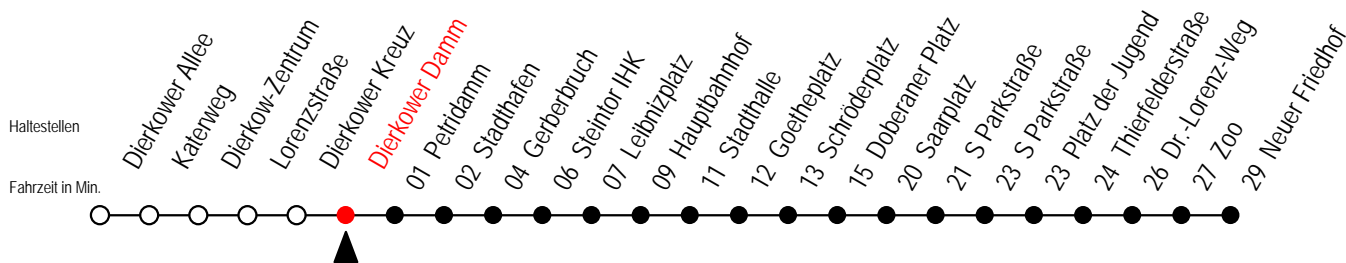 Haltestellen
Fahrzeit in Min.
Dierkower Allee
Katerweg
Dierkow-Zentrum
Lorenzstraße
Dierkower Kreuz
Dierkower Damm
01 Petridamm
02 Stadthafen
04 Gerberbruch
06 Steintor IHK
07 Leibnizplatz
09 Hauptbahnhof
11 Stadthalle
12 Goetheplatz
13 Schröderplatz
15 Doberaner Platz
20 Saarplatz
21 S Parkstraße
23 S Parkstraße
23 Platz der Jugend
24 Thierfelderstraße
26 Dr.-Lorenz-Weg
27 Zoo
29 Neuer Friedhof